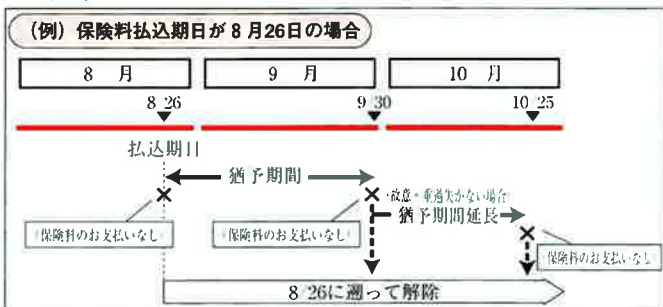 (例)保険料払込期日が8月26日の場合
8 月
9 月
10 月
8/26
9/30
10/25
払込期日
猶予期間
(故意・重過失がない場合)
猶予期間延長
(保険料のお支払いなし)
(保険料のお支払いなし)
(保険料のお支払いなし)
8/26に遡って解除